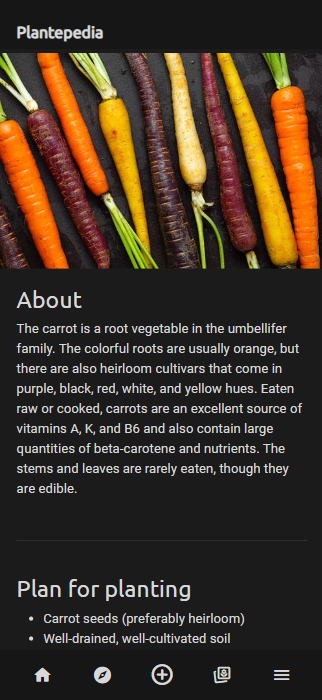 Plantepedia
About
The carrot is a root vegetable in the umbellifer
family. The colorful roots are usually orange, but
there are also heirloom cultivars that come in
purple, black, red, white, and yellow hues. Eaten
raw or cooked, carrots are an excellent source of
vitamins A, K, and B6 and also contain large
quantities of beta-carotene and nutrients. The
stems and leaves are rarely eaten, though they
are edible.
Plan for planting
• Carrot seeds (preferably heirloom)
• Well-drained, well-cultivated soil